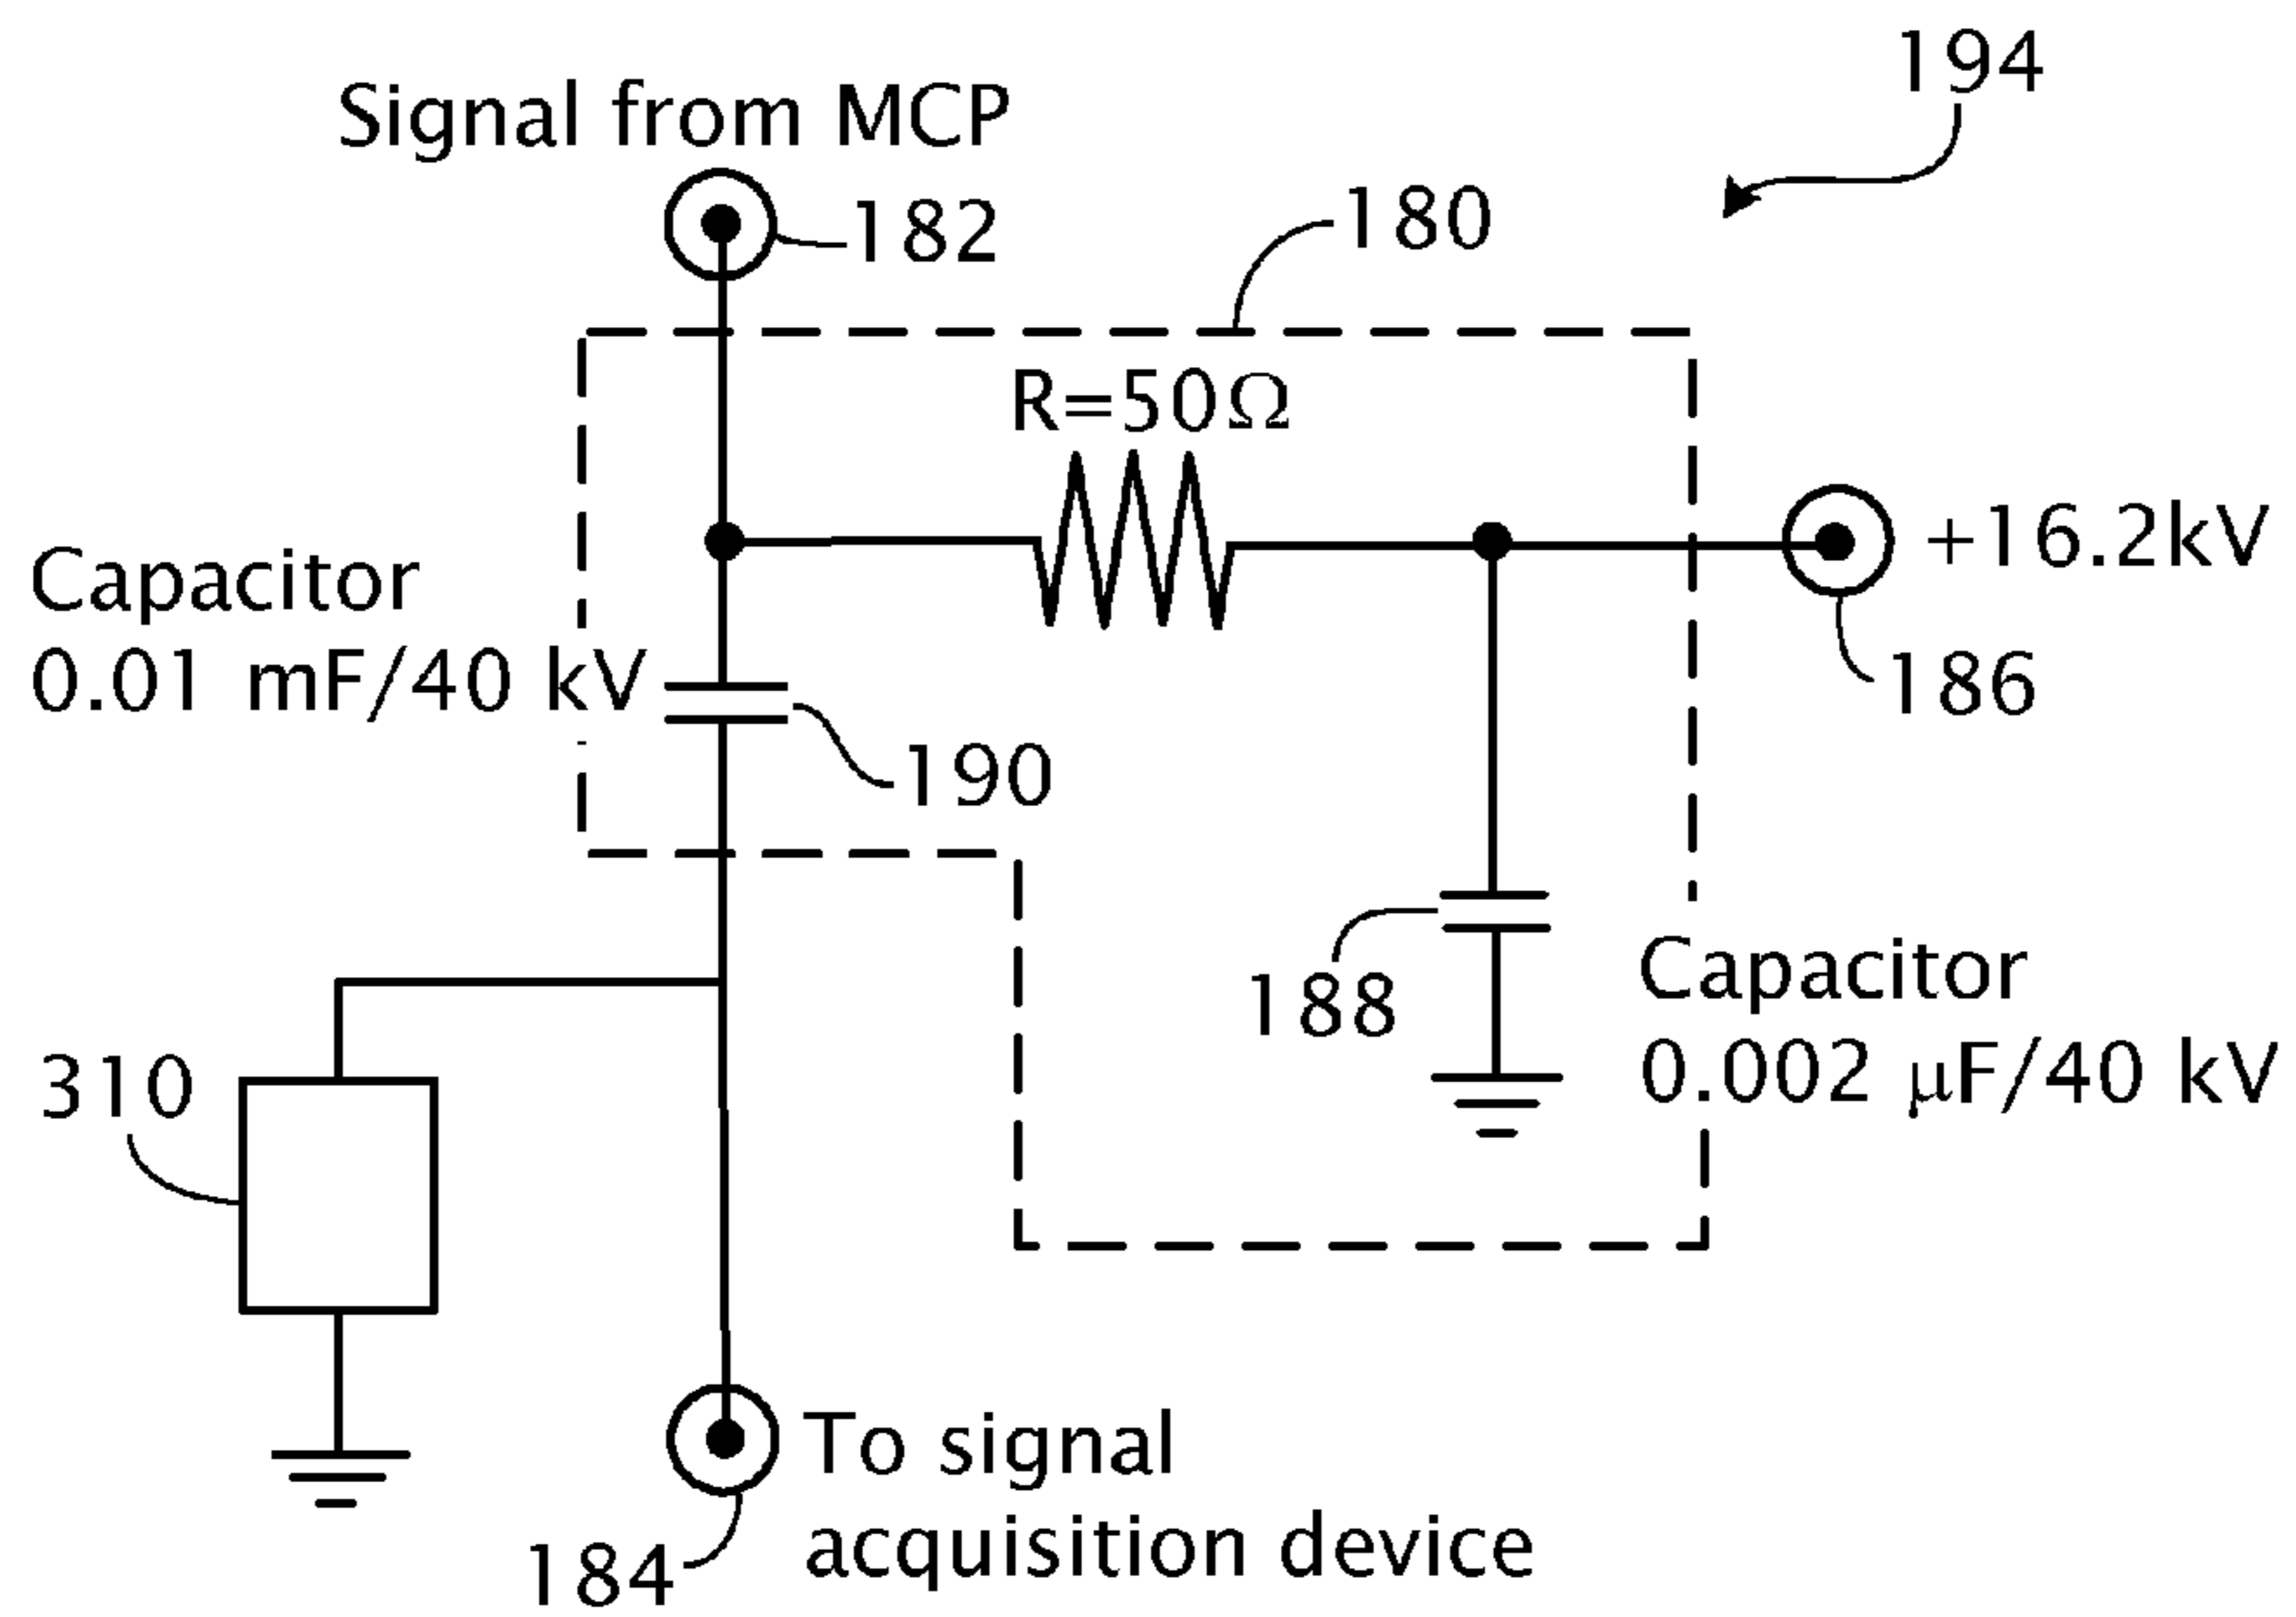 194
Signal from MCP
182
180
R=50Ω
+16.2kV
186
Capacitor
0.01 mF/40 kV
190
188
Capacitor
0.002 μF/40 kV
310
To signal
acquisition device
184